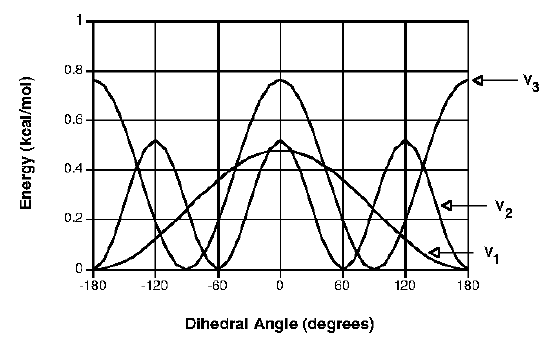 1
0.8
0.6
0.4
0.2
0
Energy (kcal/mol)
-180 -120 -60 0 60 120 180
Dihedral Angle (degrees)
V3
V2
V1